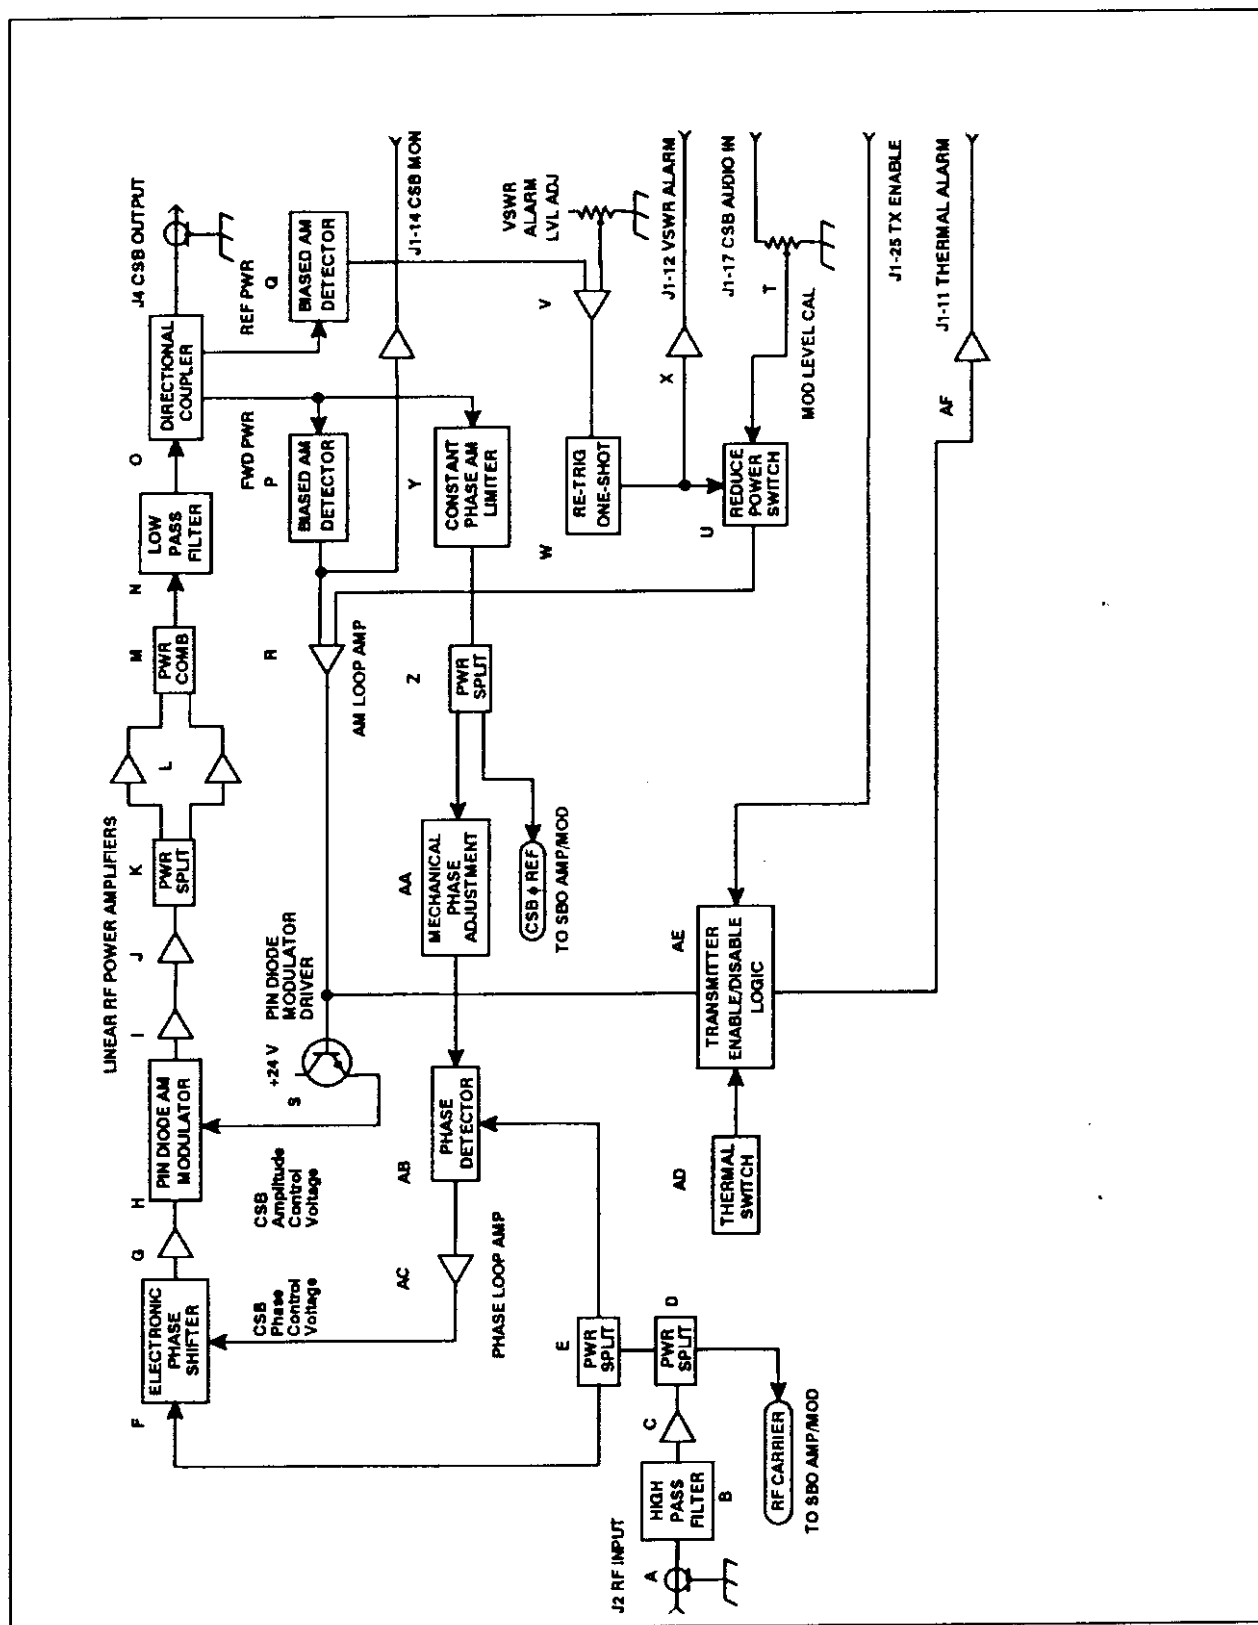 LINEAR RF POWER AMPLIFIERS
J4 CSB OUTPUT
F
ELECTRONIC
PHASE
SHIFTER
G
H
PIN DIODE AM
MODULATOR
I
J
K
PWR
SPLIT
L
M
PWR
COMB
N
LOW
PASS
FILTER
O
DIRECTIONAL
COUPLER
REF PWR
Q
BIASED AM
DETECTOR
FWD PWR
P
BIASED AM
DETECTOR
J1-14 CSB MON
CSB
Phase
Control
Voltage
CSB
Amplitude
Control
Voltage
+24 V
S
PIN DIODE
MODULATOR
DRIVER
R
AM LOOP AMP
Y
CONSTANT
PHASE AM
LIMITER
Z
PWR
SPLIT
AA
MECHANICAL
PHASE
ADJUSTMENT
CSB ϕ REF
TO SBO AMP/MOD
AB
PHASE
DETECTOR
AC
PHASE LOOP AMP
VSWR
ALARM
LVL ADJ
V
W
RE-TRIG
ONE-SHOT
X
J1-12 VSWR ALARM
J1-17 CSB AUDIO IN
T
MOD LEVEL CAL
U
REDUCE
POWER
SWITCH
J1-25 TX ENABLE
J1-11 THERMAL ALARM
AF
AE
TRANSMITTER
ENABLE/DISABLE
LOGIC
AD
THERMAL
SWITCH
J2 RF INPUT
A
HIGH
PASS
FILTER
B
C
D
PWR
SPLIT
E
PWR
SPLIT
RF CARRIER
TO SBO AMP/MOD